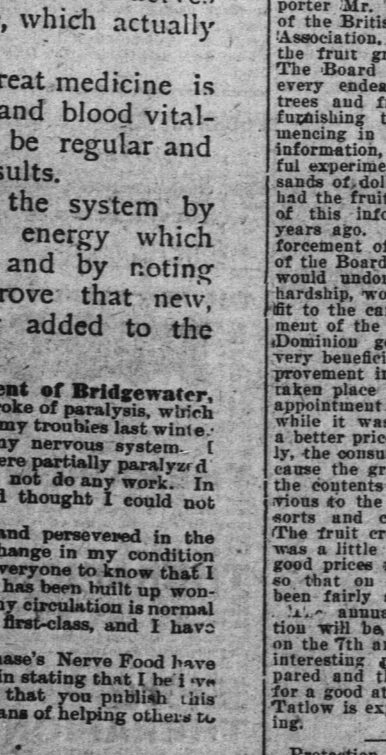 , which actually
reat medicine is
and blood vital-
be regular and
sults.
the system by
energy which
and by noting
rove that new,
added to the
ent of Bridgewater,
roke of paralysis, which
my troubles last winte
ny nervous system. I
ere partially paralyzed
not do any work. In
d thought I could not
and persevered in the
hange in my condition
veryone to know that I
has been built up won-
ny circulation is normal
first-class, and I have
hase's Nerve Food have
in stating that I
that you publish this
ans of helping others to
porter Mr.
of the Britis
Association,
the fruit gr
The Board
every endea
trees and f
furnishing t
mencing in
information,
ful experime
sands of dol
had the fruit
of this info
years ago.
forcement of
of the Board
would undou
hardship, wo
fit to the ca
ment of the
Dominion go
very benefici
provement in
taken place
appointment
while it was
a better price
ly, the consu
cause the gr
the contents
vious to the
sorts and c
The fruit cr
was a little
good prices
so that on
been fairly
annua
tion will be
on the 7th a
interesting
pared and t
for a good at
Tatlow is ex
ing.